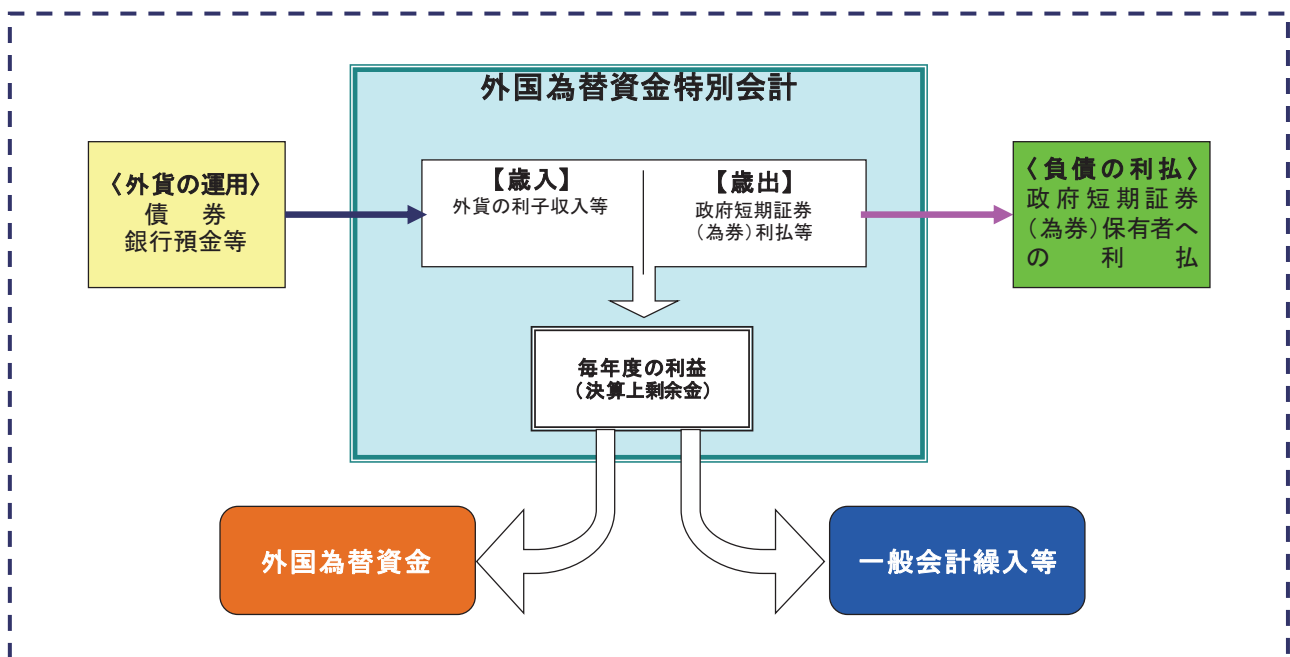 外国為替資金特別会計
〈外貨の運用〉
債　券
銀行預金等
【歳入】
外貨の利子収入等
【歳出】
政府短期証券
（為券）利払等
〈負債の利払〉
政府短期証券
（為券）保有者へ
の利払
毎年度の利益
（決算上剰余金）
外国為替資金
一般会計繰入等